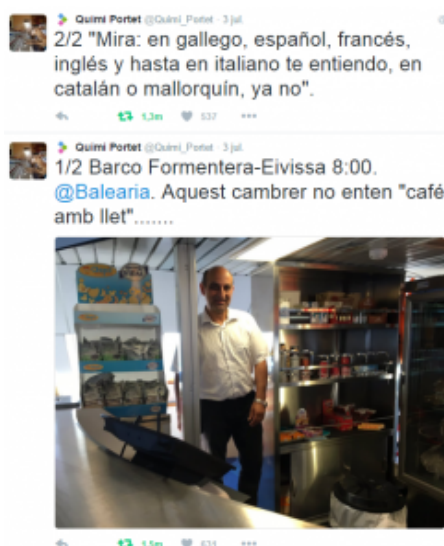 Quimi Portet @Quimi_Portet · 3 jul.
2/2 "Mira: en gallego, español, francés,
inglés y hasta en italiano te entiendo, en
catalán o mallorquín, ya no".
1,3m 537
Quimi Portet @Quimi_Portet · 3 jul.
1/2 Barco Formentera-Eivissa 8:00.
@Balearia. Aquest cambrer no enten "café
amb llet".......